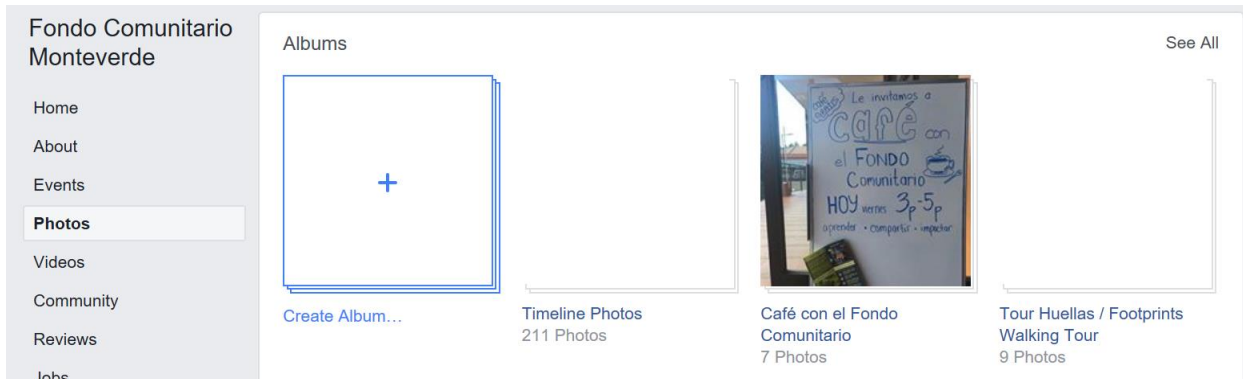 Fondo Comunitario
Monteverde
Home
About
Events
Photos
Videos
Community
Reviews
Jobs
Albums
See All
+
Create Album…
Timeline Photos
211 Photos
Le invitamos a
Café con
el FONDO
Comunitario
HOY viernes 3p-5p
aprender • compartir • impactar
Café con el Fondo
Comunitario
7 Photos
Tour Huellas / Footprints
Walking Tour
9 Photos